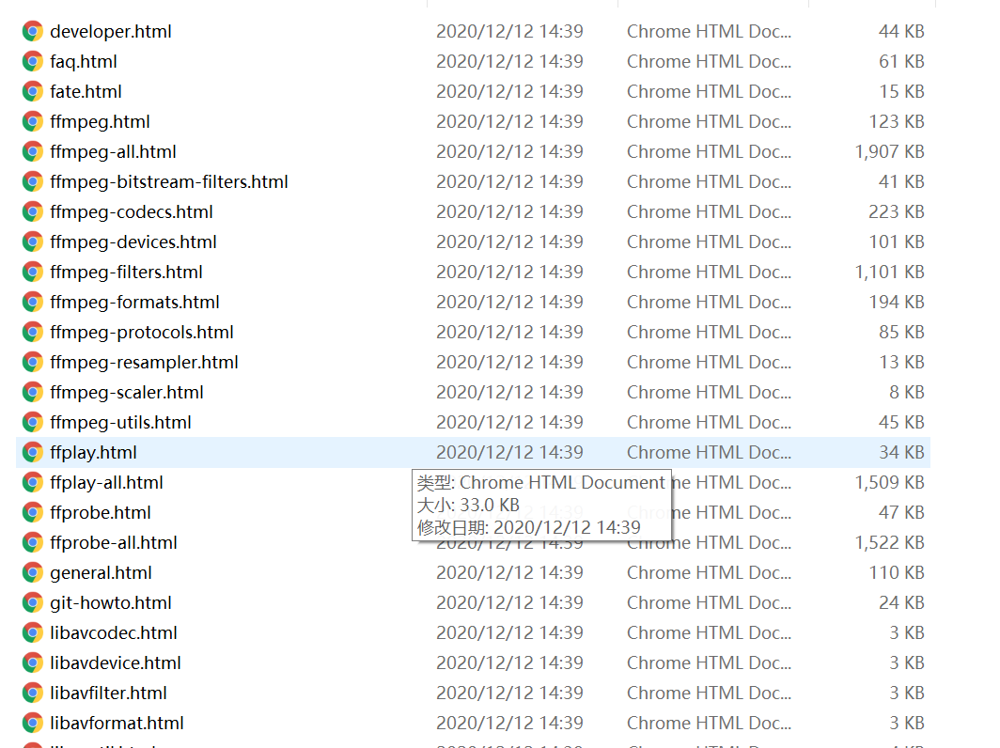 developer.html 2020/12/12 14:39 Chrome HTML Doc... 44 KB
faq.html 2020/12/12 14:39 Chrome HTML Doc... 61 KB
fate.html 2020/12/12 14:39 Chrome HTML Doc... 15 KB
ffmpeg.html 2020/12/12 14:39 Chrome HTML Doc... 123 KB
ffmpeg-all.html 2020/12/12 14:39 Chrome HTML Doc... 1,907 KB
ffmpeg-bitstream-filters.html 2020/12/12 14:39 Chrome HTML Doc... 41 KB
ffmpeg-codecs.html 2020/12/12 14:39 Chrome HTML Doc... 223 KB
ffmpeg-devices.html 2020/12/12 14:39 Chrome HTML Doc... 101 KB
ffmpeg-filters.html 2020/12/12 14:39 Chrome HTML Doc... 1,101 KB
ffmpeg-formats.html 2020/12/12 14:39 Chrome HTML Doc... 194 KB
ffmpeg-protocols.html 2020/12/12 14:39 Chrome HTML Doc... 85 KB
ffmpeg-resampler.html 2020/12/12 14:39 Chrome HTML Doc... 13 KB
ffmpeg-scaler.html 2020/12/12 14:39 Chrome HTML Doc... 8 KB
ffmpeg-utils.html 2020/12/12 14:39 Chrome HTML Doc... 45 KB
ffplay.html 2020/12/12 14:39 Chrome HTML Doc... 34 KB
ffplay-all.html 类型: Chrome HTML Document ne HTML Doc... 1,509 KB
大小: 33.0 KB
ffprobe.html HTML Doc... 47 KB
修改日期: 2020/12/12 14:39
ffprobe-all.html 2020/12/12 14:39 Chrome HTML Doc... 1,522 KB
general.html 2020/12/12 14:39 Chrome HTML Doc... 110 KB
git-howto.html 2020/12/12 14:39 Chrome HTML Doc... 24 KB
libavcodec.html 2020/12/12 14:39 Chrome HTML Doc... 3 KB
libavdevice.html 2020/12/12 14:39 Chrome HTML Doc... 3 KB
libavfilter.html 2020/12/12 14:39 Chrome HTML Doc... 3 KB
libavformat.html 2020/12/12 14:39 Chrome HTML Doc... 3 KB